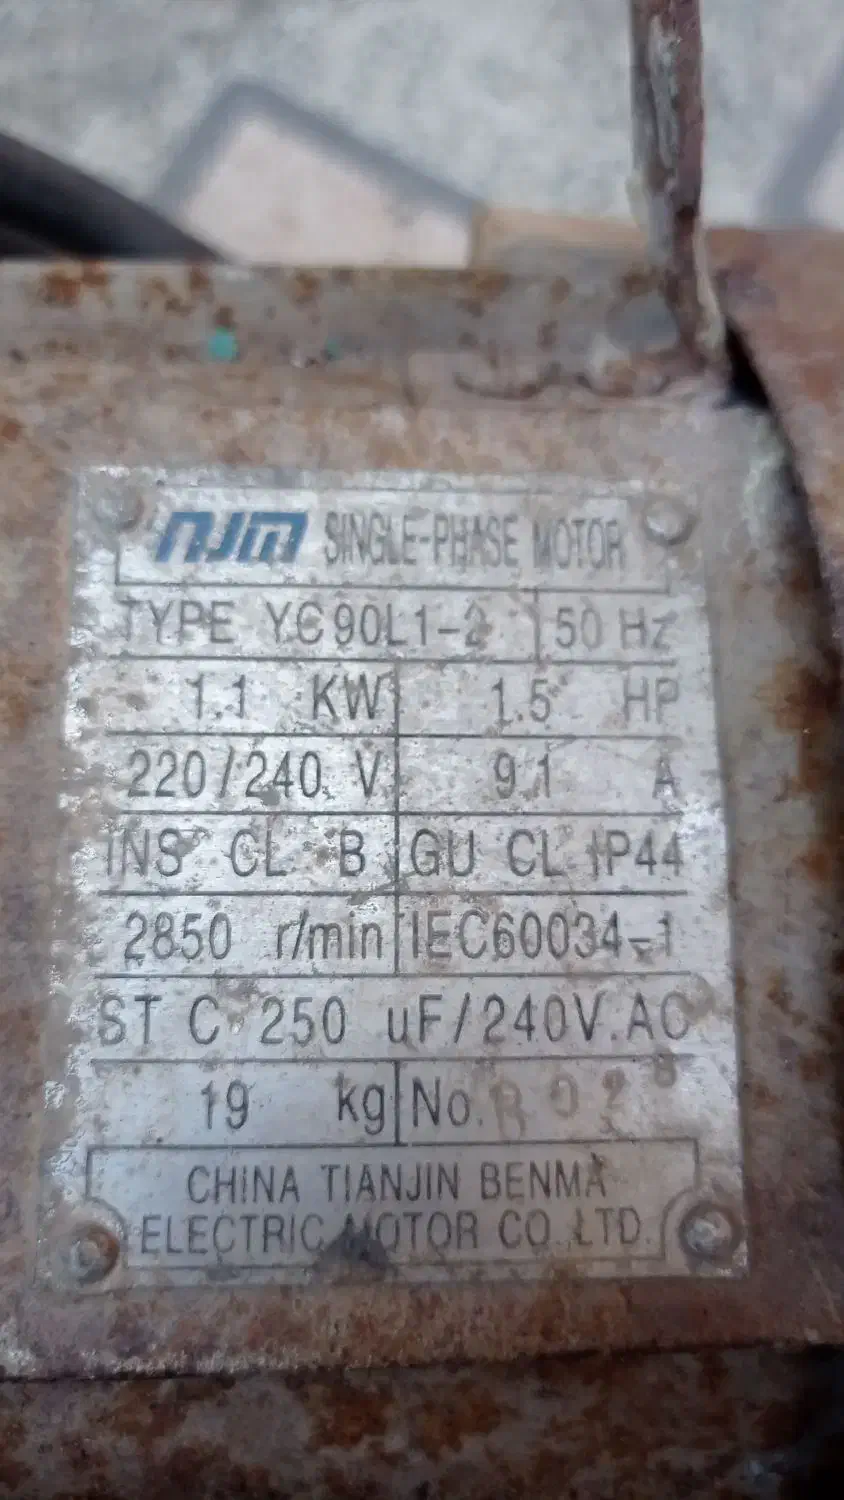 NJM SINGLE-PHASE MOTOR
TYPE YC90L1-2 50 Hz
1.1 KW 1.5 HP
220/240 V 9.1 A
INS CL B GU CL IP44
2850 r/min IEC60034-1
ST C 250 uF/240V.AC
19 kg No.
CHINA TIANJIN BENMA
ELECTRIC MOTOR CO.,LTD.